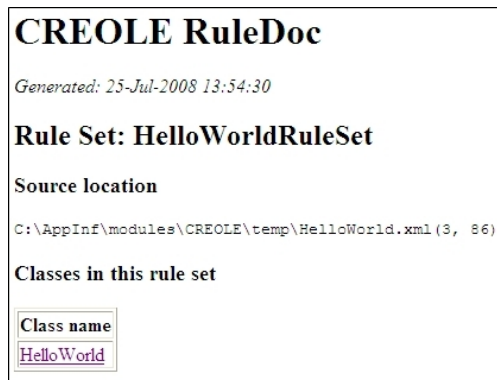 CREOLE RuleDoc
Generated: 25-Jul-2008 13:54:30
Rule Set: HelloWorldRuleSet
Source location
C:\AppInf\modules\CREOLE\temp\HelloWorld.xml(3, 86)
Classes in this rule set
Class name
HelloWorld